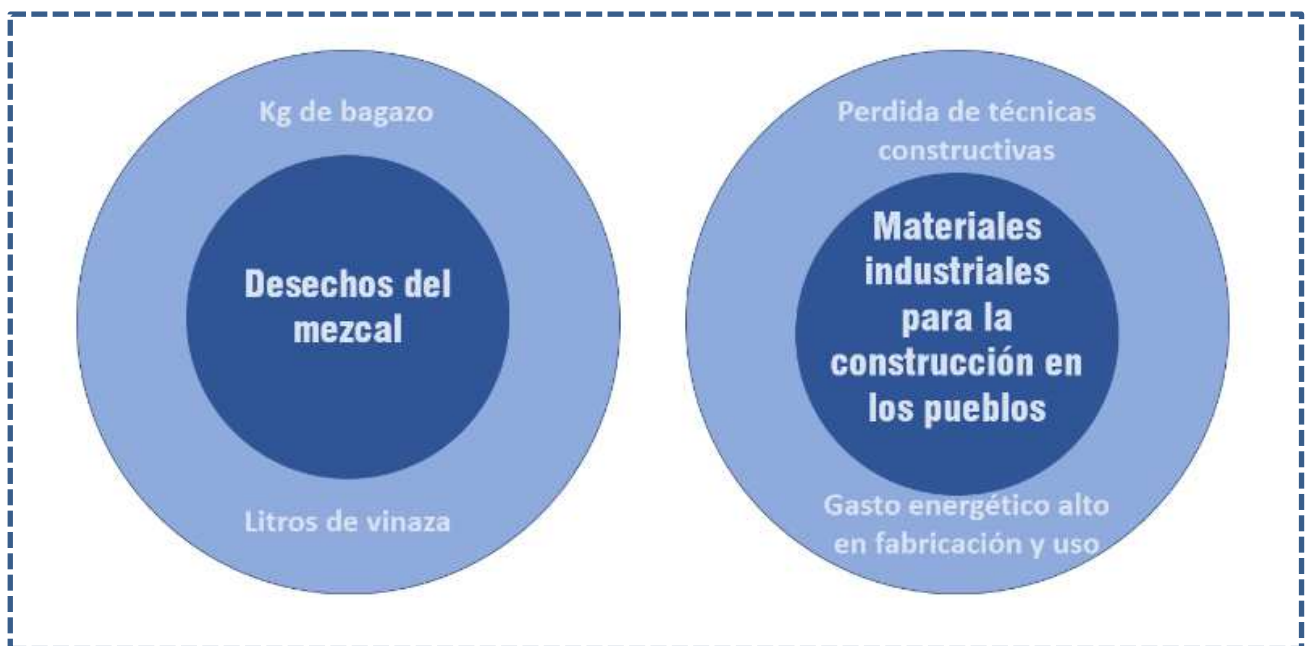 Kg de bagazo
Desechos del
mezcal
Litros de vinaza
Perdida de técnicas
constructivas
Materiales
industriales
para la
construcción en
los pueblos
Gasto energético alto
en fabricación y uso